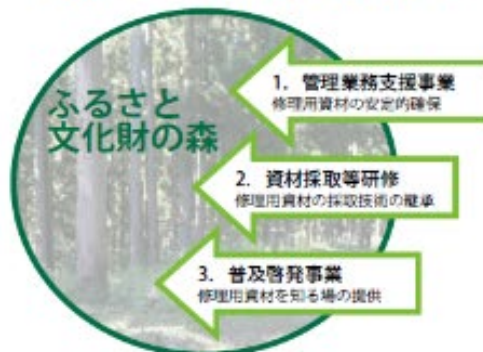 ふるさと
文化財の森
1. 管理業務支援事業
修理用資材の安定的確保
2. 資材採取等研修
修理用資材の採取技術の継承
3. 普及啓発事業
修理用資材を知る場の提供